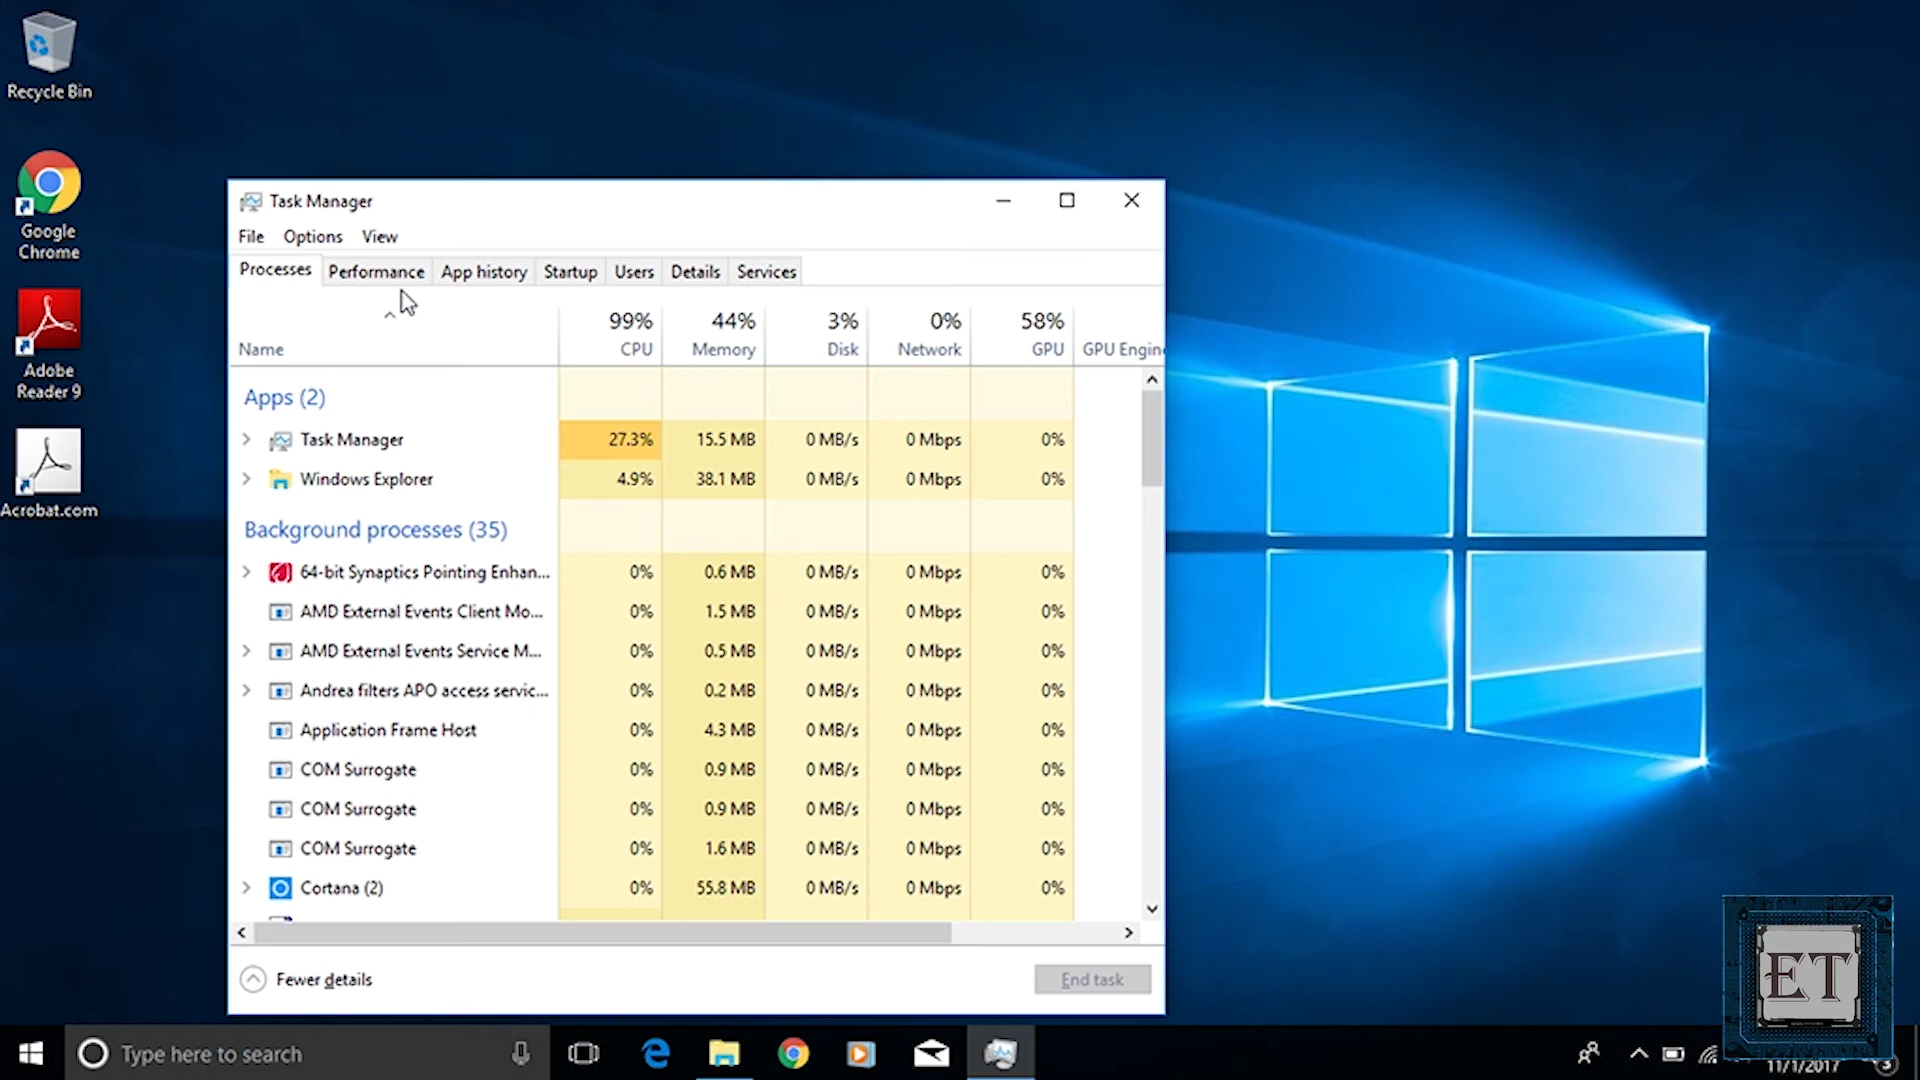 Recycle Bin
Google
Chrome
Adobe
Reader 9
Acrobat.com
Task Manager
File Options View
Processes Performance App history Startup Users Details Services
99% 44% 3% 0% 58%
Name CPU Memory Disk Network GPU GPU Engin
Apps (2)
Task Manager 27.3% 15.5 MB 0 MB/s 0 Mbps 0%
Windows Explorer 4.9% 38.1 MB 0 MB/s 0 Mbps 0%
Background processes (35)
64-bit Synaptics Pointing Enhan... 0% 0.6 MB 0 MB/s 0 Mbps 0%
AMD External Events Client Mo... 0% 1.5 MB 0 MB/s 0 Mbps 0%
AMD External Events Service M... 0% 0.5 MB 0 MB/s 0 Mbps 0%
Andrea filters APO access servic... 0% 0.2 MB 0 MB/s 0 Mbps 0%
Application Frame Host 0% 4.3 MB 0 MB/s 0 Mbps 0%
COM Surrogate 0% 0.9 MB 0 MB/s 0 Mbps 0%
COM Surrogate 0% 0.9 MB 0 MB/s 0 Mbps 0%
COM Surrogate 0% 1.6 MB 0 MB/s 0 Mbps 0%
Cortana (2) 0% 55.8 MB 0 MB/s 0 Mbps 0%
Fewer details End task
ET
Type here to search
11/1/2017 3